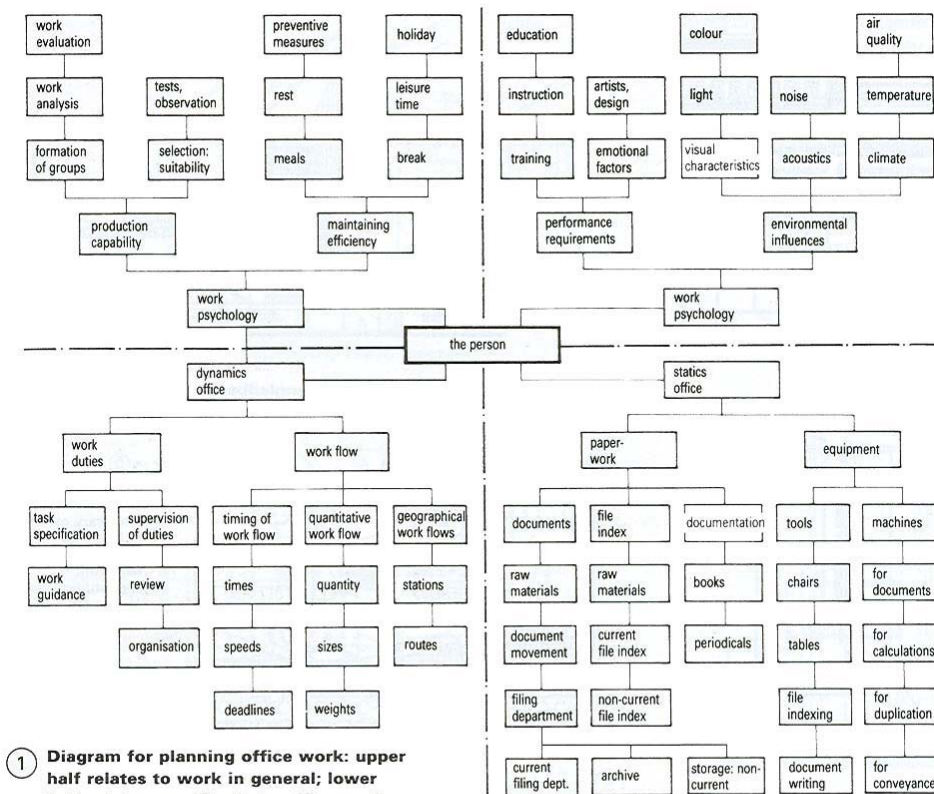 work
evaluation
preventive
measures
holiday
education
colour
air
quality
work
analysis
tests,
observation
rest
leisure
time
instruction
artists,
design
light
noise
temperature
formation
of groups
selection:
suitability
meals
break
training
emotional
factors
visual
characteristics
acoustics
climate
production
capability
maintaining
efficiency
performance
requirements
environmental
influences
work
psychology
work
psychology
the person
dynamics
office
statics
office
work
duties
work flow
paper-
work
equipment
task
specification
supervision
of duties
timing of
work flow
quantitative
work flow
geographical
work flows
documents
file
index
documentation
tools
machines
work
guidance
review
times
quantity
stations
raw
materials
raw
materials
books
chairs
for
documents
organisation
speeds
sizes
routes
document
movement
current
file index
periodicals
tables
for
calculations
deadlines
weights
filing
department
non-current
file index
file
indexing
for
duplication
current
filing dept.
archive
storage: non-
current
document
writing
for
conveyance
1 Diagram for planning office work: upper
half relates to work in general; lower